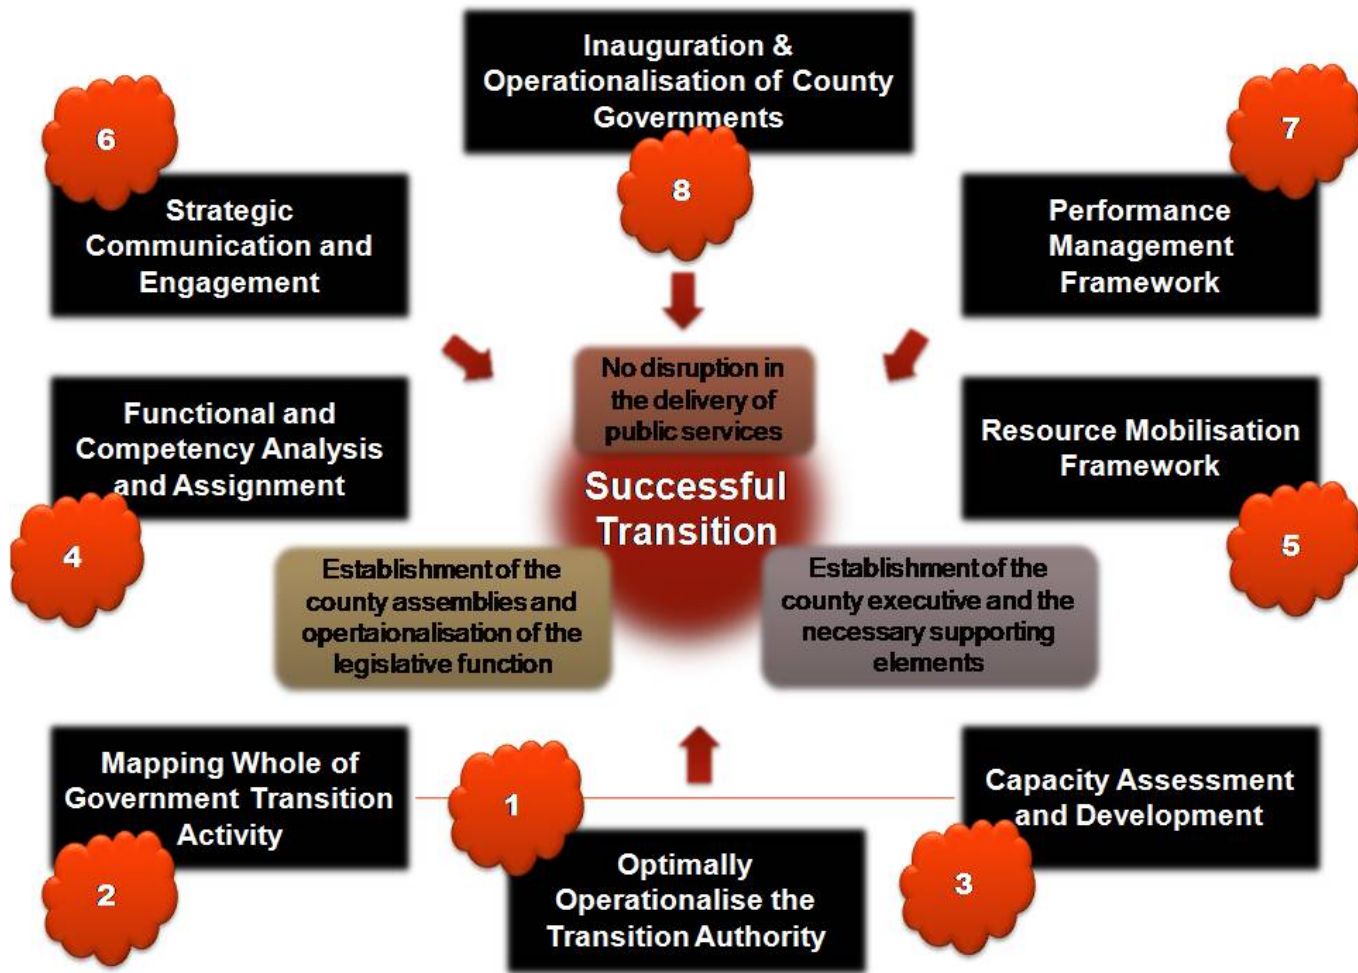 Inauguration &
Operationalisation of County
Governments
8
6
Strategic
Communication and
Engagement
7
Performance
Management
Framework
No disruption in
the delivery of
public services
Successful
Transition
Functional and
Competency Analysis
and Assignment
4
Resource Mobilisation
Framework
5
Establishment of the
county assemblies and
opertaionalisation of the
legislative function
Establishment of the
county executive and the
necessary supporting
elements
Mapping Whole of
Government Transition
Activity
2
1
Optimally
Operationalise the
Transition Authority
Capacity Assessment
and Development
3